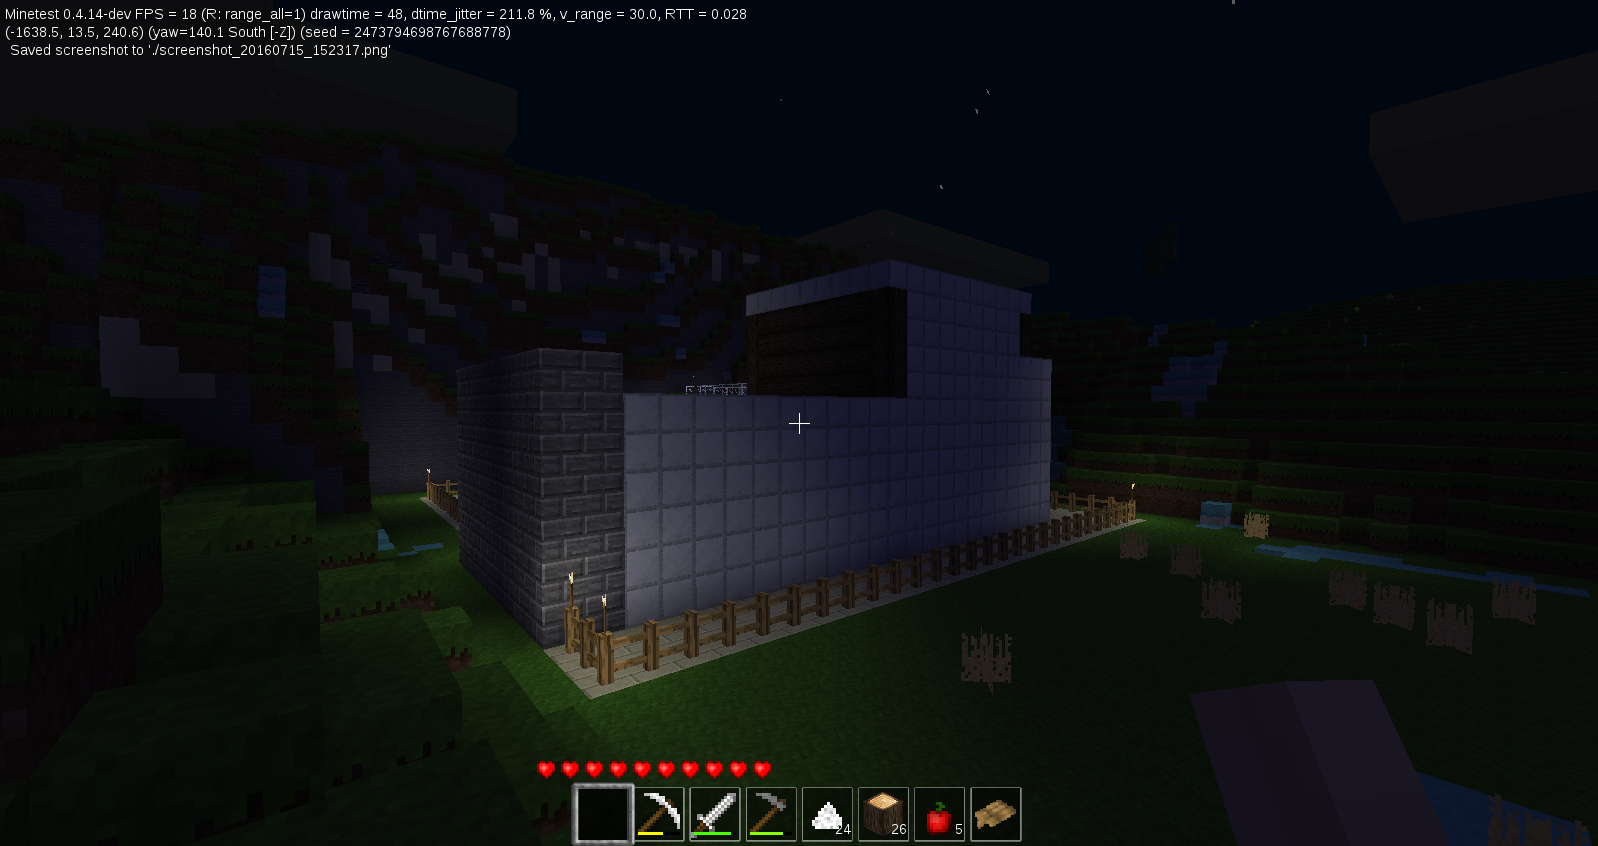 Minetest 0.4.14-dev FPS = 18 (R: range_all=1) drawtime = 48, dtime_jitter = 211.8 %, v_range = 30.0, RTT = 0.028
(-1638.5, 13.5, 240.6) (yaw=140.1 South [-Z]) (seed = 2473794698767688778)
Saved screenshot to './screenshot_20160715_152317.png'
24 26 5